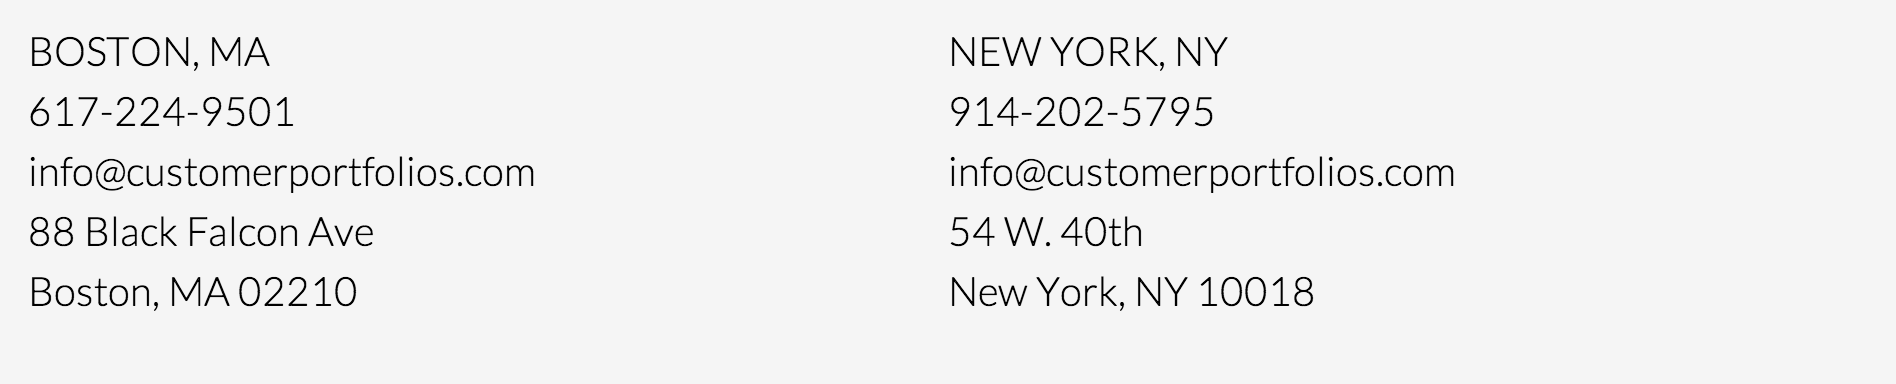 BOSTON, MA
617-224-9501
info@customerportfolios.com
88 Black Falcon Ave
Boston, MA 02210
NEW YORK, NY
914-202-5795
info@customerportfolios.com
54 W. 40th
New York, NY 10018